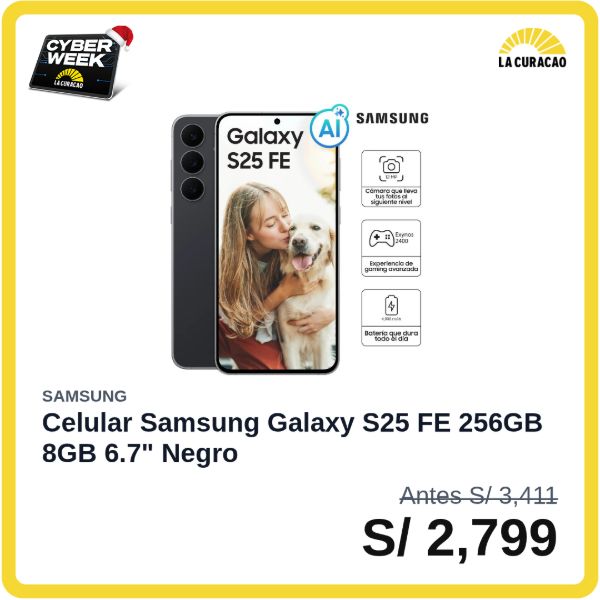 CYBER
WEEK
LA CURACAO
LA CURACAO
AI
SAMSUNG
Galaxy
S25 FE
12 MP
Cámara que lleva
tus fotos al
siguiente nivel
Exynos
2400
Experiencia de
gaming avanzada
Batería que dura
todo el día
SAMSUNG
Celular Samsung Galaxy S25 FE 256GB
8GB 6.7" Negro
Antes S/ 3,411
S/ 2,799